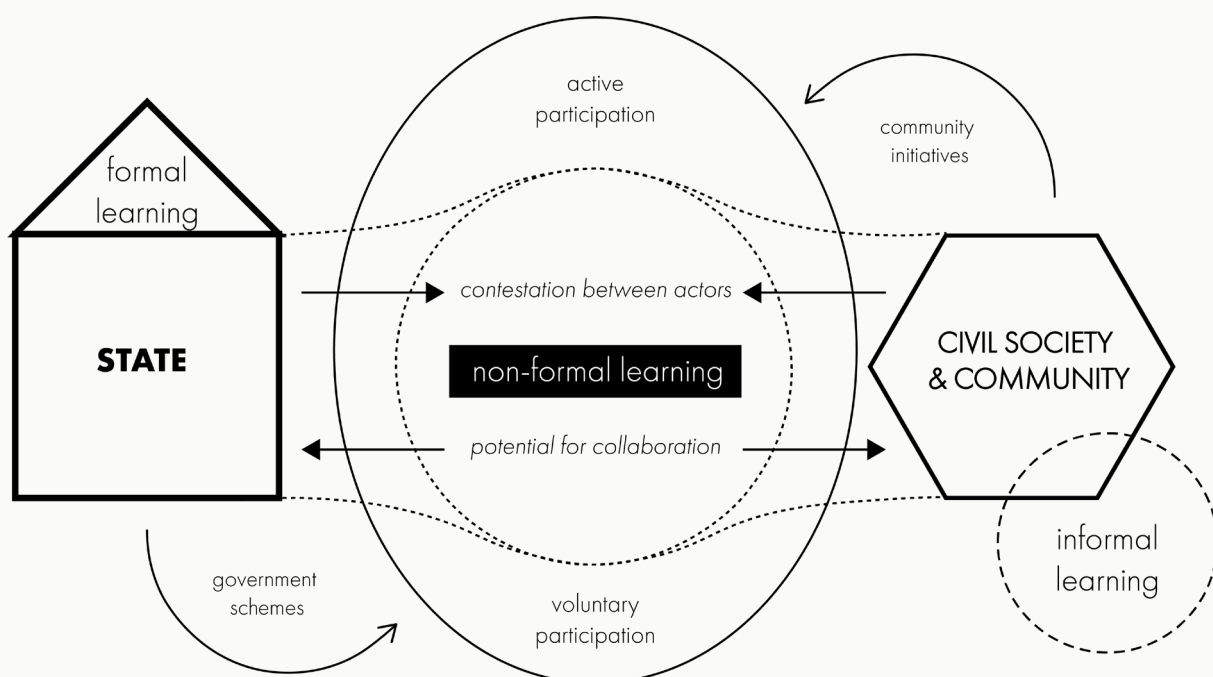 active
participation
community
initiatives
formal
learning
contestation between actors
STATE
non-formal learning
CIVIL SOCIETY
& COMMUNITY
potential for collaboration
informal
learning
government
schemes
voluntary
participation